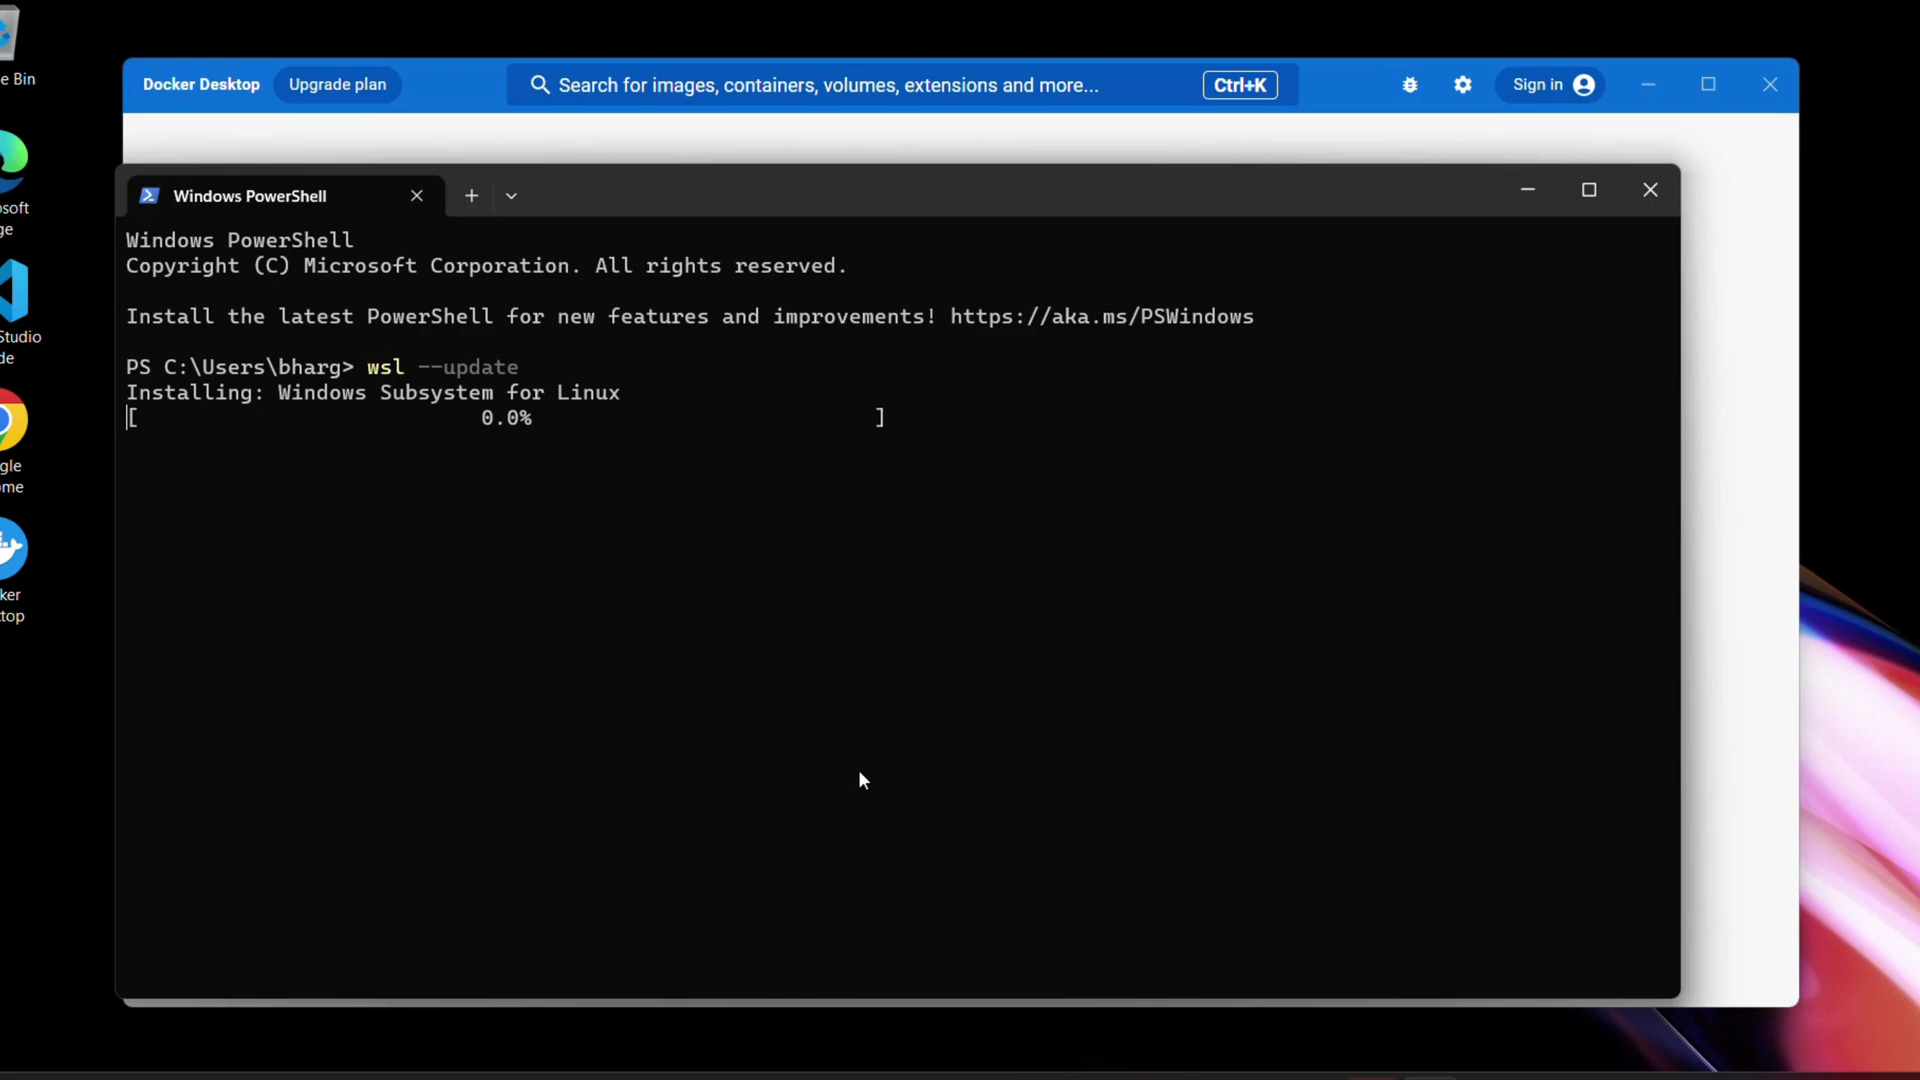 e Bin
Docker Desktop
Upgrade plan
Search for images, containers, volumes, extensions and more...
Ctrl+K
Sign in
Windows PowerShell
osoft
ge
Windows PowerShell
Copyright (C) Microsoft Corporation. All rights reserved.
Install the latest PowerShell for new features and improvements! https://aka.ms/PSWindows
Studio
de
PS C:\Users\bharg> wsl --update
Installing: Windows Subsystem for Linux
[ 0.0% ]
gle
ome
ker
top